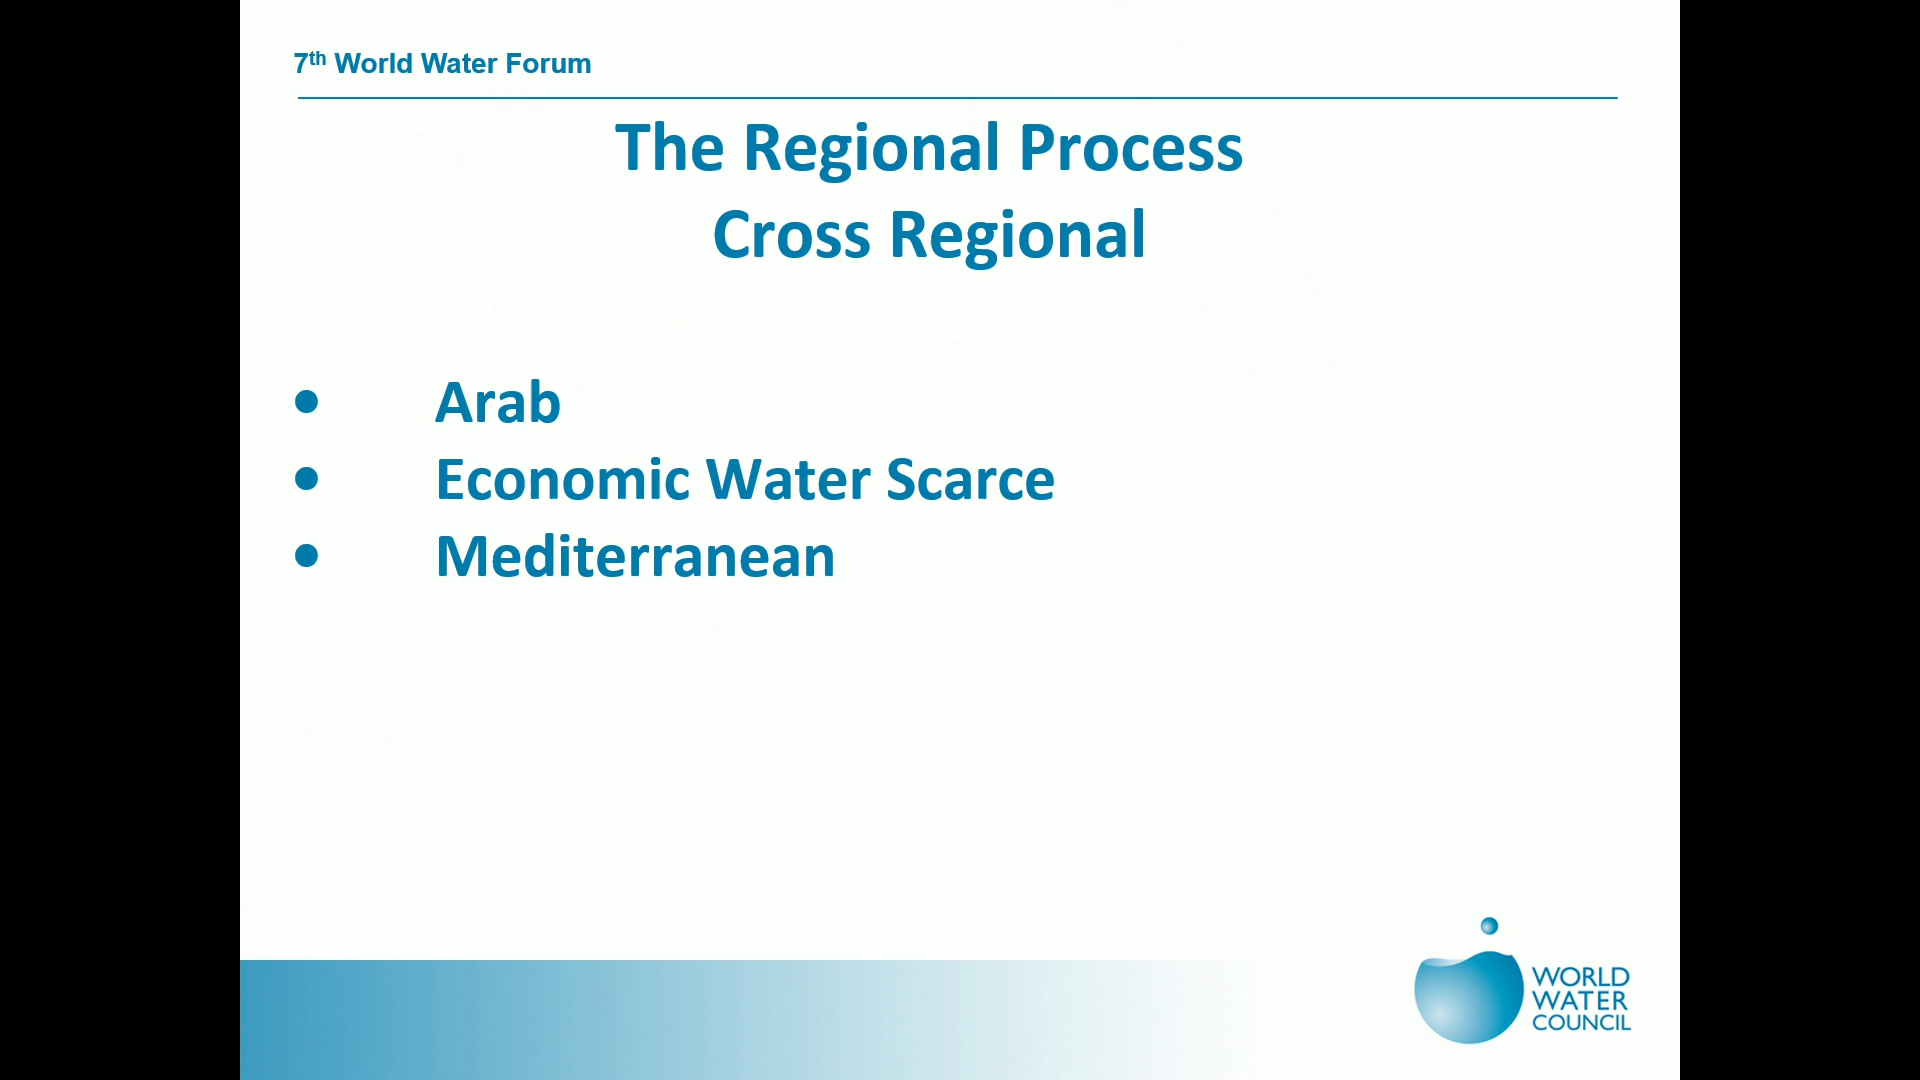 7th World Water Forum
The Regional Process
Cross Regional
• Arab
• Economic Water Scarce
• Mediterranean
WORLD
WATER
COUNCIL